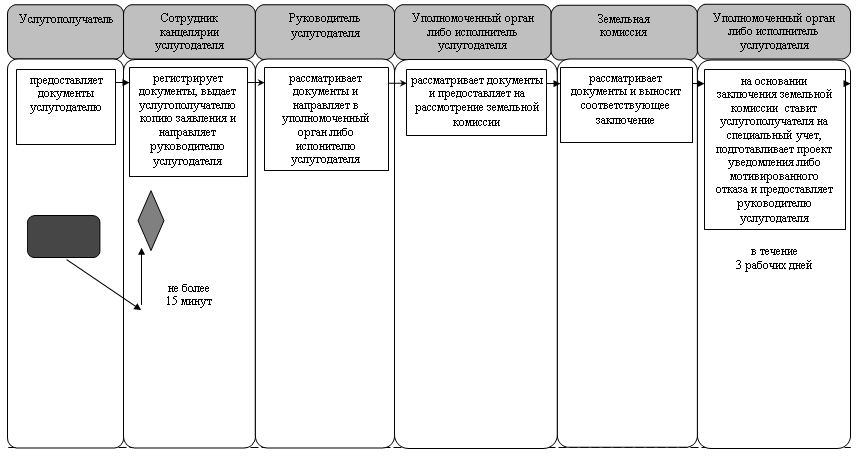 Услугополучатель
Сотрудник
канцелярии
услугодателя
Руководитель
услугодателя
Уполномоченный орган
либо исполнитель
услугодателя
Земельная
комиссия
Уполномоченный орган
либо исполнитель
услугодателя
предоставляет
документы
услугодателю
регистрирует
документы, выдает
услугополучателю
копию заявления и
направляет
руководителю
услугодателя
рассматривает
документы и
направляет в
уполномоченный
орган либо
испонителю
услугодателя
рассматривает документы
и предоставляет на
рассмотрение земельной
комиссии
рассматривает
документы и выносит
соответствующее
заключение
на основании
заключения земельной
комиссии ставит
услугополучателя на
специальный учет,
подготавливает проект
уведомления либо
мотивированного
отказа и предоставляет
руководителю
услугодателя
не более
15 минут
в течение
3 рабочих дней